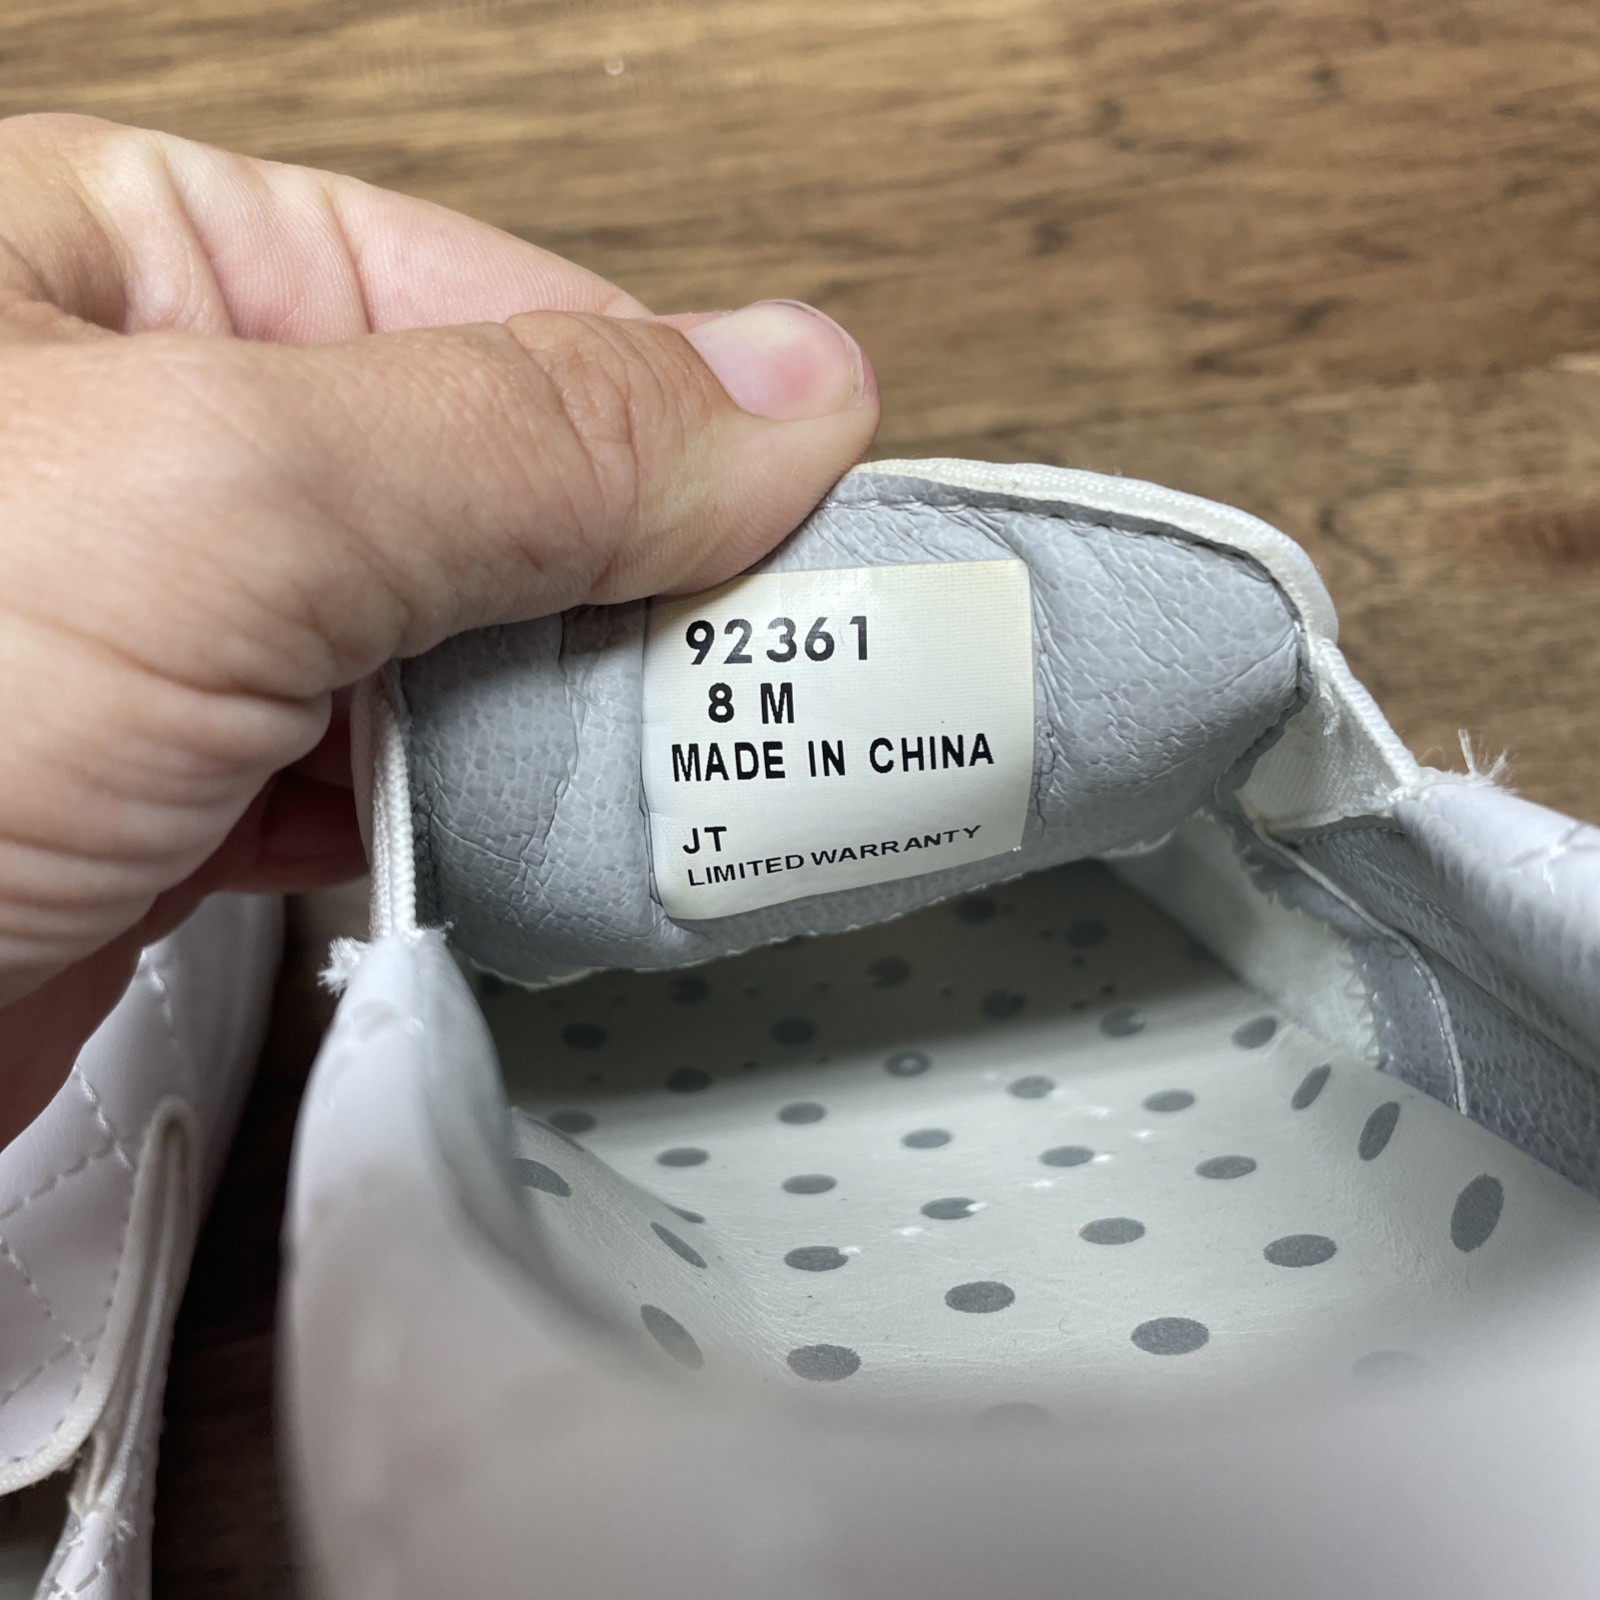 92361
8 M
MADE IN CHINA
JT
LIMITED WARRANTY